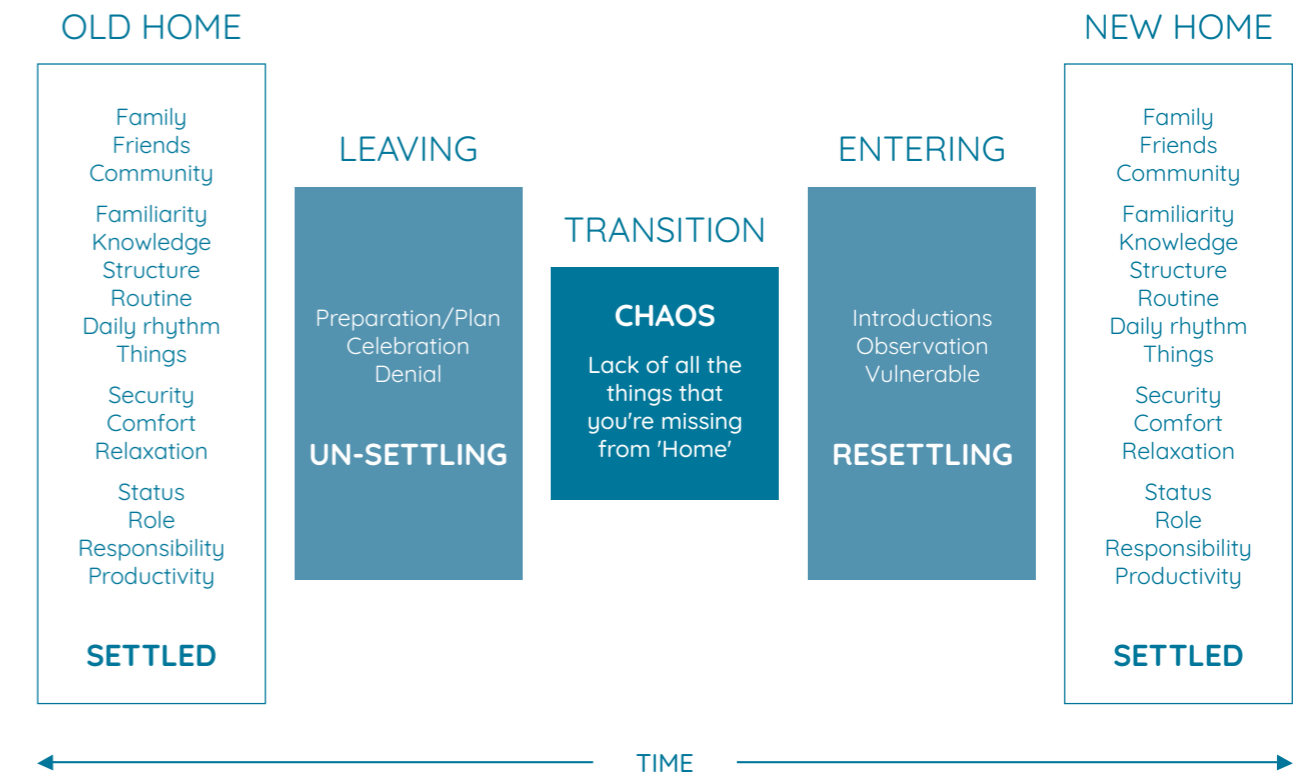 OLD HOME
Family
Friends
Community
Familiarity
Knowledge
Structure
Routine
Daily rhythm
Things
Security
Comfort
Relaxation
Status
Role
Responsibility
Productivity
SETTLED
LEAVING
Preparation/Plan
Celebration
Denial
UN-SETTLING
TRANSITION
CHAOS
Lack of all the
things that
you're missing
from 'Home'
ENTERING
Introductions
Observation
Vulnerable
RESETTLING
NEW HOME
Family
Friends
Community
Familiarity
Knowledge
Structure
Routine
Daily rhythm
Things
Security
Comfort
Relaxation
Status
Role
Responsibility
Productivity
SETTLED
TIME